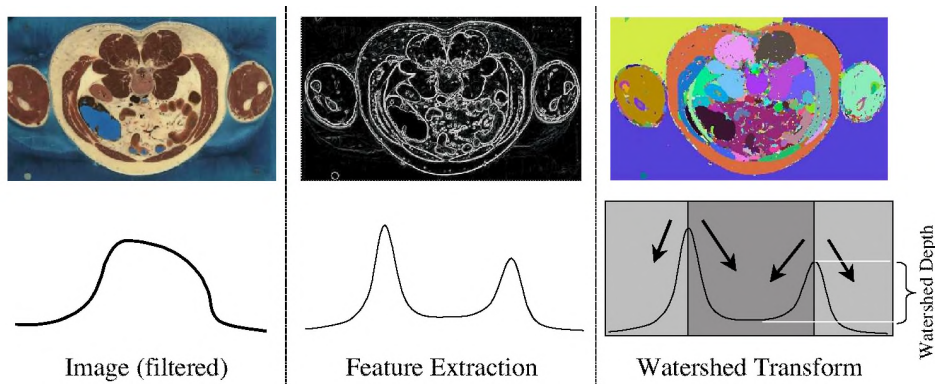 Image (filtered)
Feature Extraction
Watershed Transform
Watershed Depth